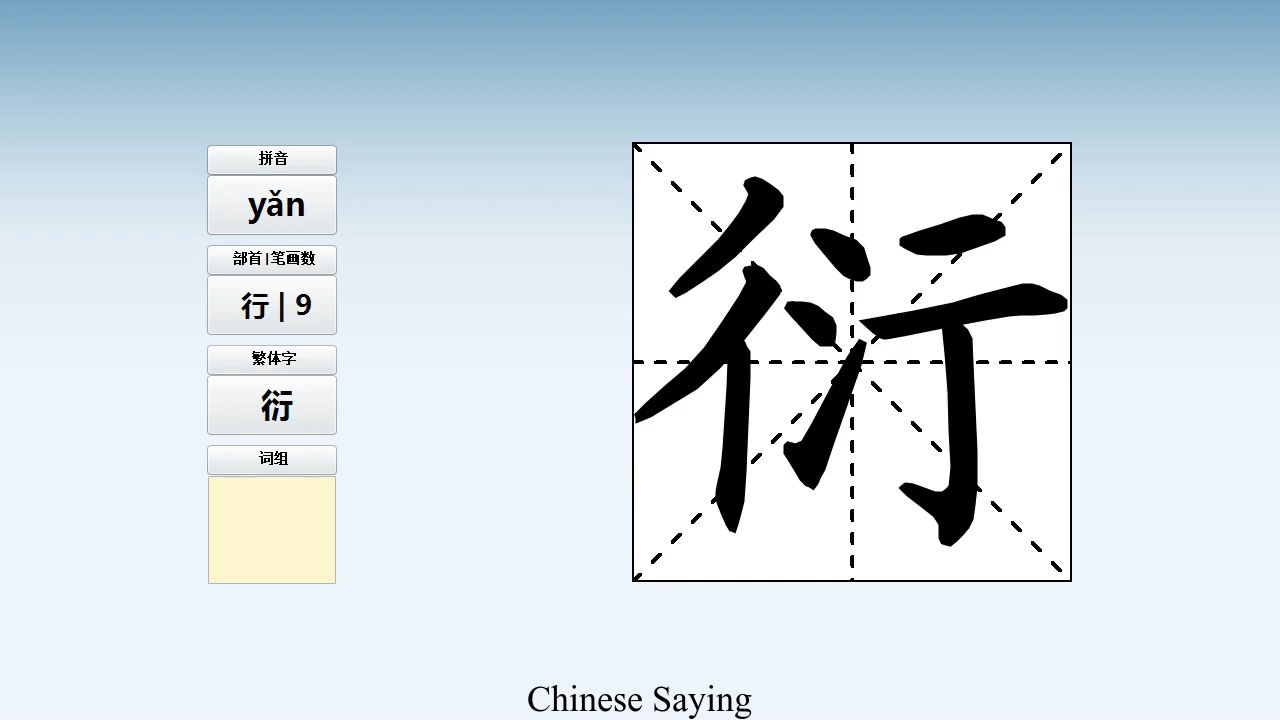 拼音
yǎn
部首|笔画数
行 | 9
繁体字
衍
词组
衍
Chinese Saying